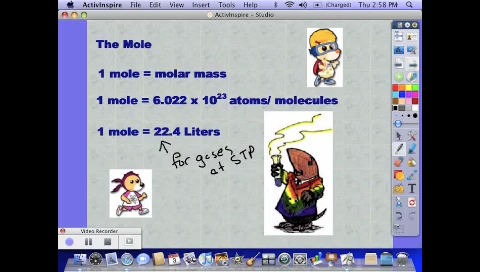 ActivInspire File Edit View Insert Tools Help (Charged) Thu 2:58 PM
ActivInspire - Studio
The Mole
1 mole = molar mass
1 mole = 6.022 x 10²³ atoms/ molecules
1 mole = 22.4 Liters
for gases
at STP
Video Recorder